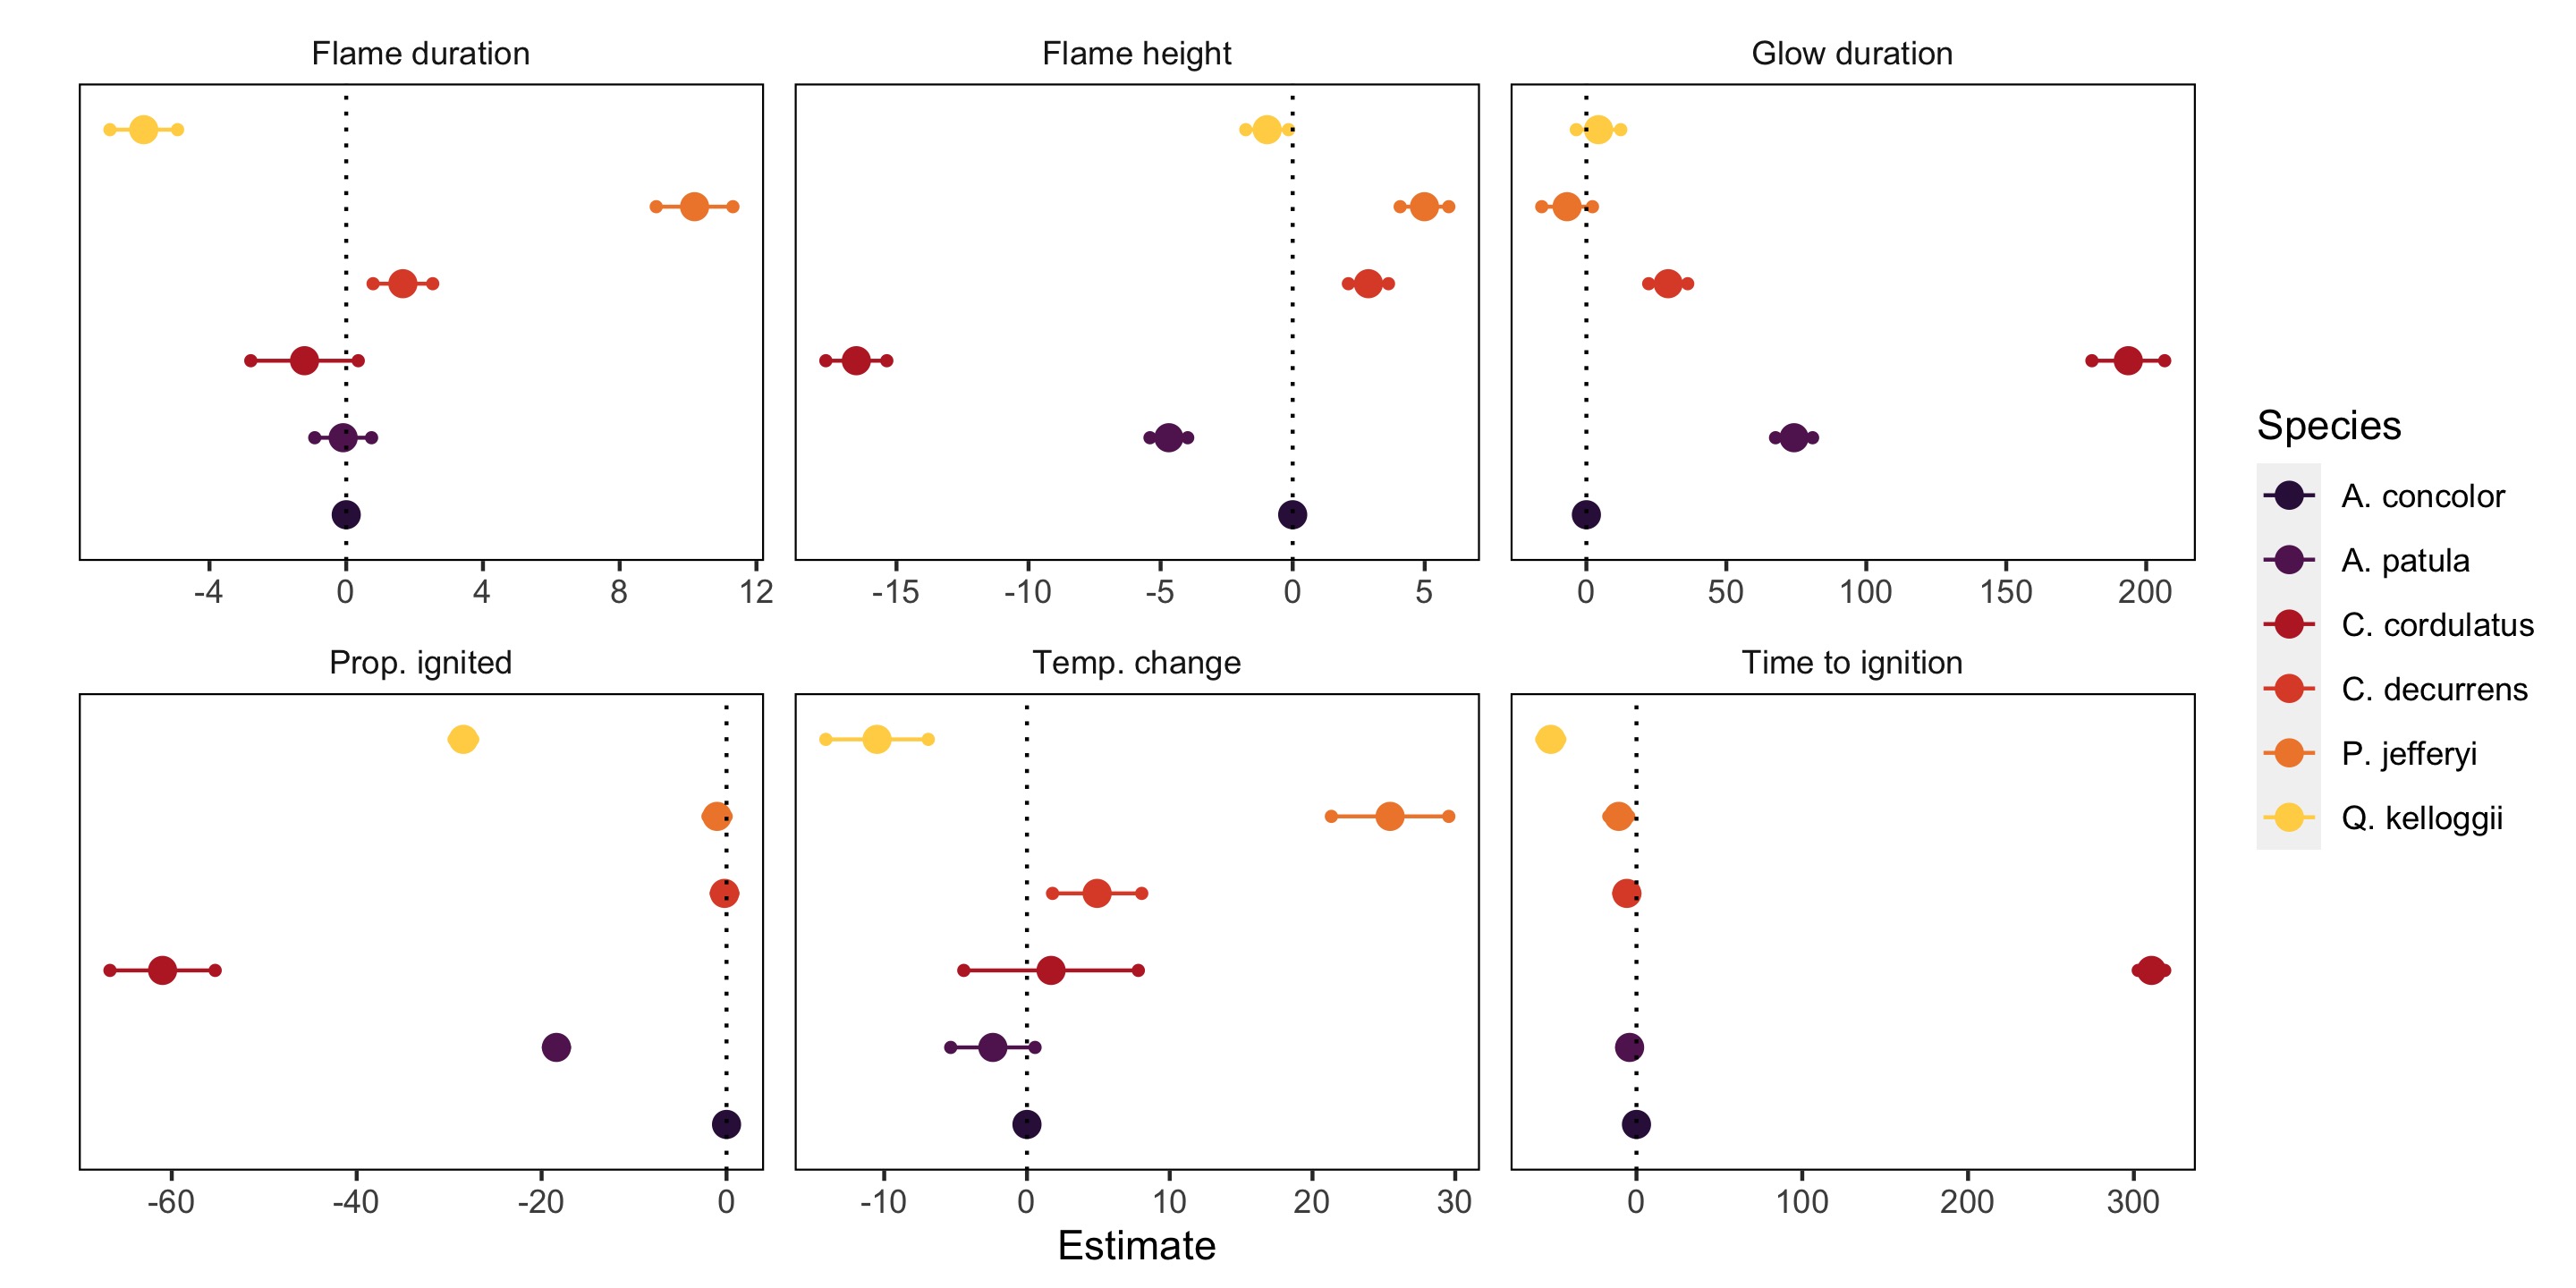 Flame duration
Flame height
Glow duration
-4 0 4 8 12
-15 -10 -5 0 5
0 50 100 150 200
Prop. ignited
Temp. change
Time to ignition
-60 -40 -20 0
-10 0 10 20 30
0 100 200 300
Estimate
Species
A. concolor
A. patula
C. cordulatus
C. decurrens
P. jefferyi
Q. kelloggii